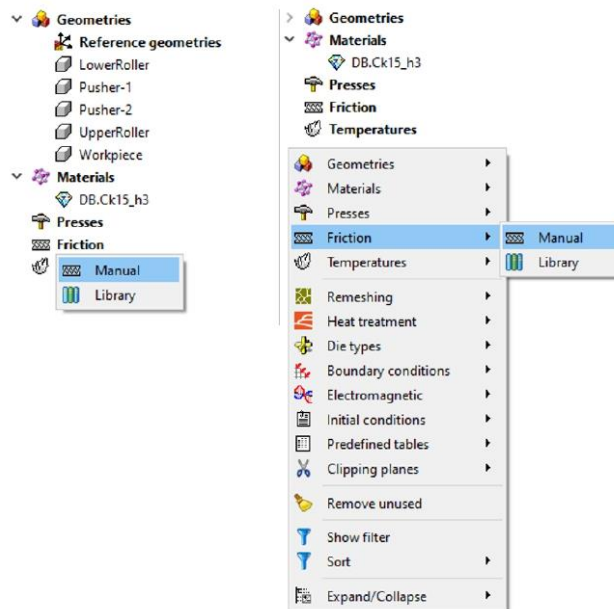 Geometries
Reference geometries
LowerRoller
Pusher-1
Pusher-2
UpperRoller
Workpiece
Materials
DB.Ck15_h3
Presses
Friction
Manual
Library
Geometries
Materials
DB.Ck15_h3
Presses
Friction
Temperatures
Geometries
Materials
Presses
Friction
Manual
Temperatures
Library
Remeshing
Heat treatment
Die types
Boundary conditions
Electromagnetic
Initial conditions
Predefined tables
Clipping planes
Remove unused
Show filter
Sort
Expand/Collapse